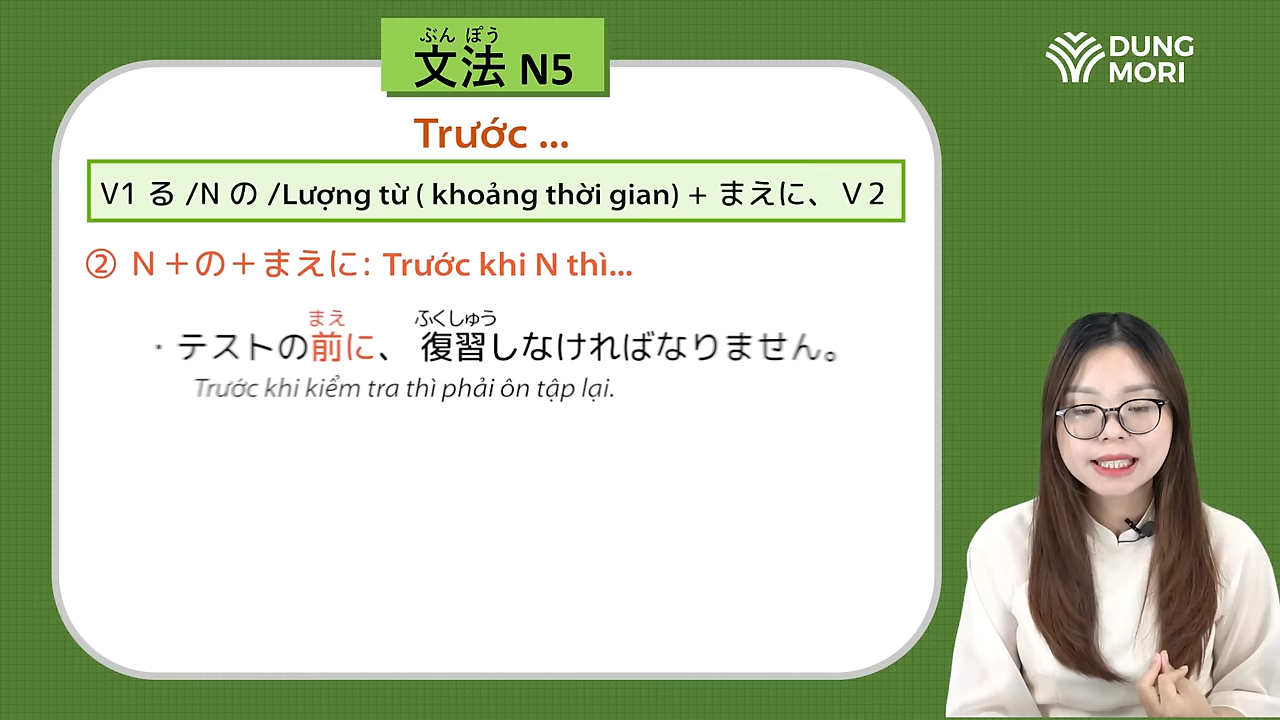 ぶん ぽう
文法 N5
DUNG
MORI
Trước ...
V1 る /N の /Lượng từ ( khoảng thời gian) + まえに、 V 2
② N +の+まえに: Trước khi N thì...
まえ ふくしゅう
・テストの前に、 復習しなければなりません。
Trước khi kiểm tra thì phải ôn tập lại.